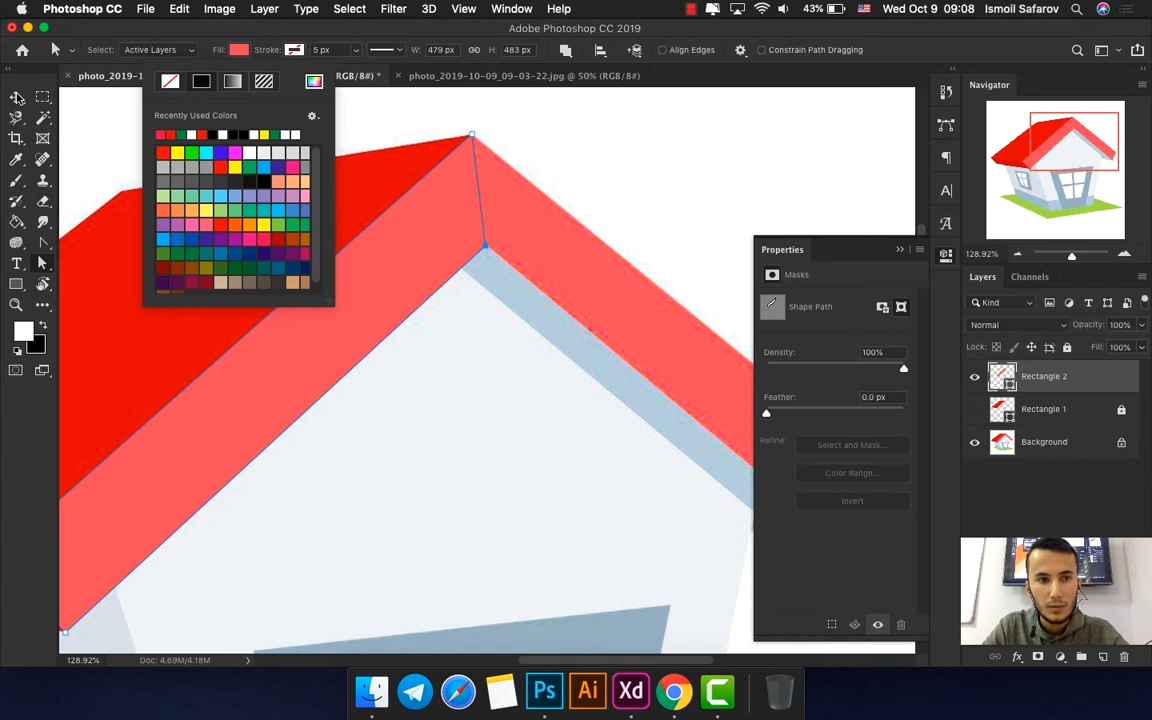 Photoshop CC File Edit Image Layer Type Select Filter 3D View Window Help 43% Wed Oct 9 09:08 Ismoil Safarov
Adobe Photoshop CC 2019
Select: Active Layers Fill: Stroke: 5 px W: 479 px H: 483 px Align Edges Constrain Path Dragging
photo_2019-1 RGB/8#) * photo_2019-10-09_09-03-22.jpg @ 50% (RGB/8#)
Recently Used Colors
Navigator
128.92%
Properties
Masks
Shape Path
Density: 100%
Feather: 0.0 px
Refine: Select and Mask...
Color Range...
Invert
Layers Channels
Kind
Normal Opacity: 100%
Lock: Fill: 100%
Rectangle 2
Rectangle 1
Background
128.92% Doc: 4.69M/4.18M
Ps Ai Xd C